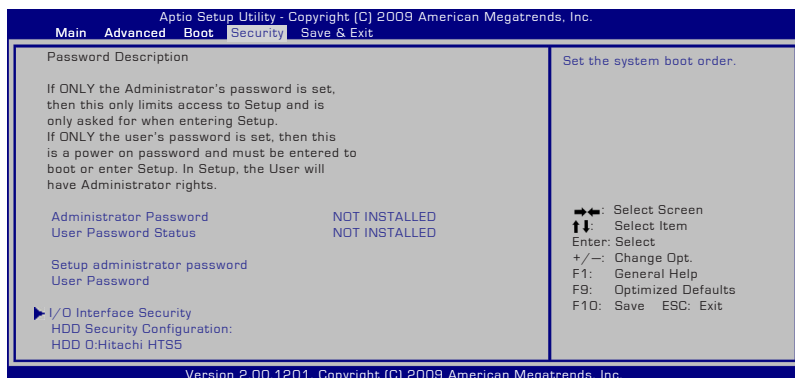 Aptio Setup Utility - Copyright (C) 2009 American Megatrends, Inc.
Main Advanced Boot Security Save & Exit
Password Description
If ONLY the Administrator's password is set,
then this only limits access to Setup and is
only asked for when entering Setup.
If ONLY the user's password is set, then this
is a power on password and must be entered to
boot or enter Setup. In Setup, the User will
have Administrator rights.
Administrator Password NOT INSTALLED
User Password Status NOT INSTALLED
Setup administrator password
User Password
I/O Interface Security
HDD Security Configuration:
HDD 0:Hitachi HTS5
Set the system boot order.
→←: Select Screen
↑↓: Select Item
Enter: Select
+/—: Change Opt.
F1: General Help
F9: Optimized Defaults
F10: Save ESC: Exit
Version 2.00.1201. Copyright (C) 2009 American Megatrends, Inc.